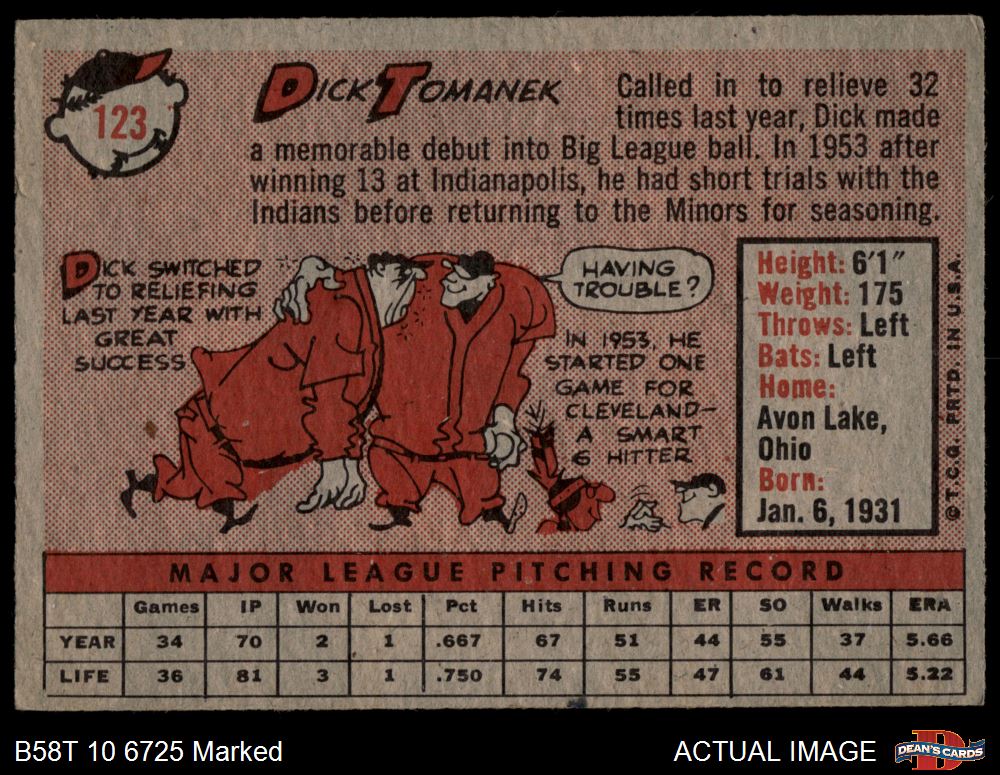 123
DICK TOMANEK
Called in to relieve 32
times last year, Dick made
a memorable debut into Big League ball. In 1953 after
winning 13 at Indianapolis, he had short trials with the
Indians before returning to the Minors for seasoning.
DICK SWITCHED
TO RELIEFING
LAST YEAR WITH
GREAT
SUCCESS
HAVING
TROUBLE?
IN 1953, HE
STARTED ONE
GAME FOR
CLEVELAND—
A SMART
6 HITTER
Height: 6'1"
Weight: 175
Throws: Left
Bats: Left
Home:
Avon Lake,
Ohio
Born:
Jan. 6, 1931
© T.C.G. PRTD. IN U.S.A.
MAJOR LEAGUE PITCHING RECORD
Games IP Won Lost Pct Hits Runs ER SO Walks ERA
YEAR 34 70 2 1 .667 67 51 44 55 37 5.66
LIFE 36 81 3 1 .750 74 55 47 61 44 5.22
B58T 10 6725 Marked
ACTUAL IMAGE
DEAN'S CARDS